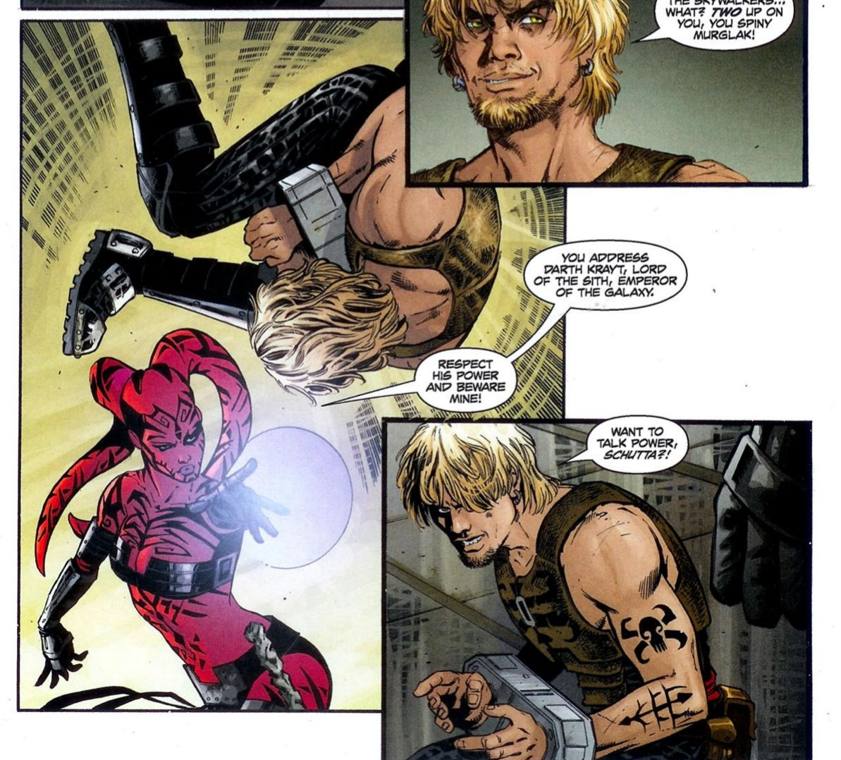 THE SKYWALKERS...
WHAT? TWO UP ON
YOU, YOU SPINY
MURGLAK!
YOU ADDRESS
DARTH KRAYT, LORD
OF THE SITH, EMPEROR
OF THE GALAXY.
RESPECT
HIS POWER
AND BEWARE
MINE!
WANT TO
TALK POWER,
SCHUTTA?!